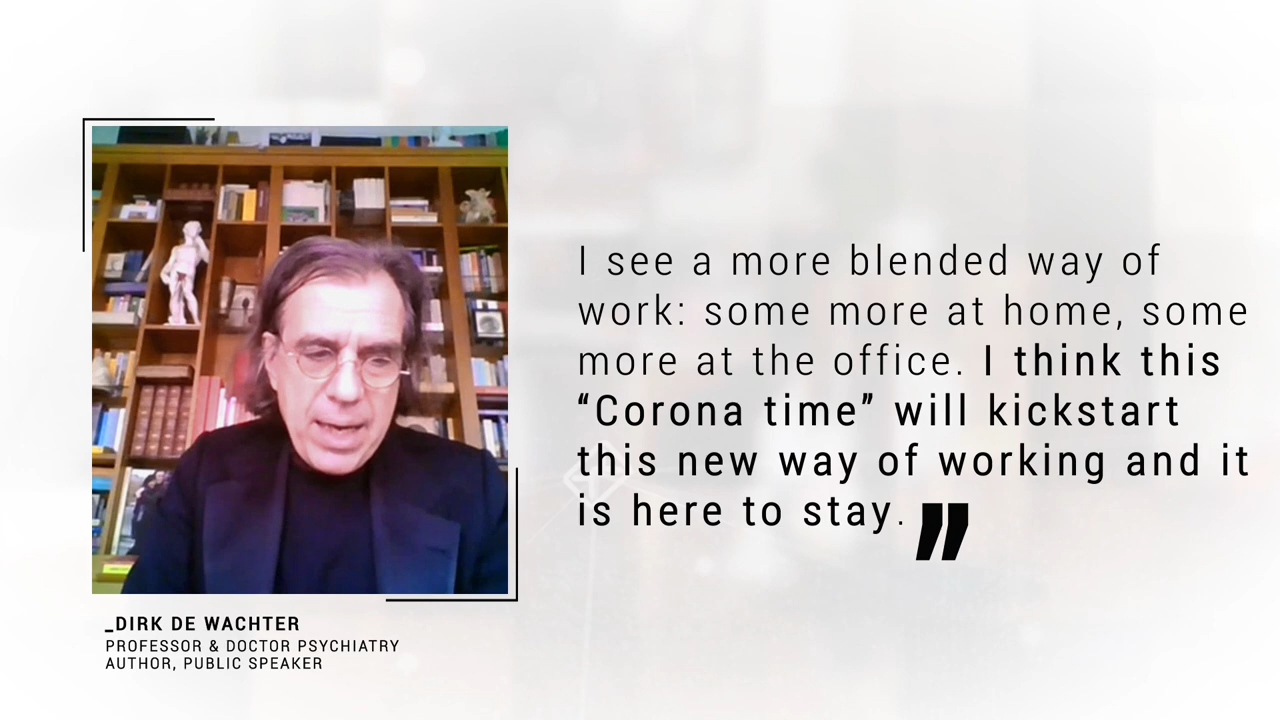 I see a more blended way of
work: some more at home, some
more at the office. I think this
“Corona time” will kickstart
this new way of working and it
is here to stay.
”
_DIRK DE WACHTER
PROFESSOR & DOCTOR PSYCHIATRY
AUTHOR, PUBLIC SPEAKER